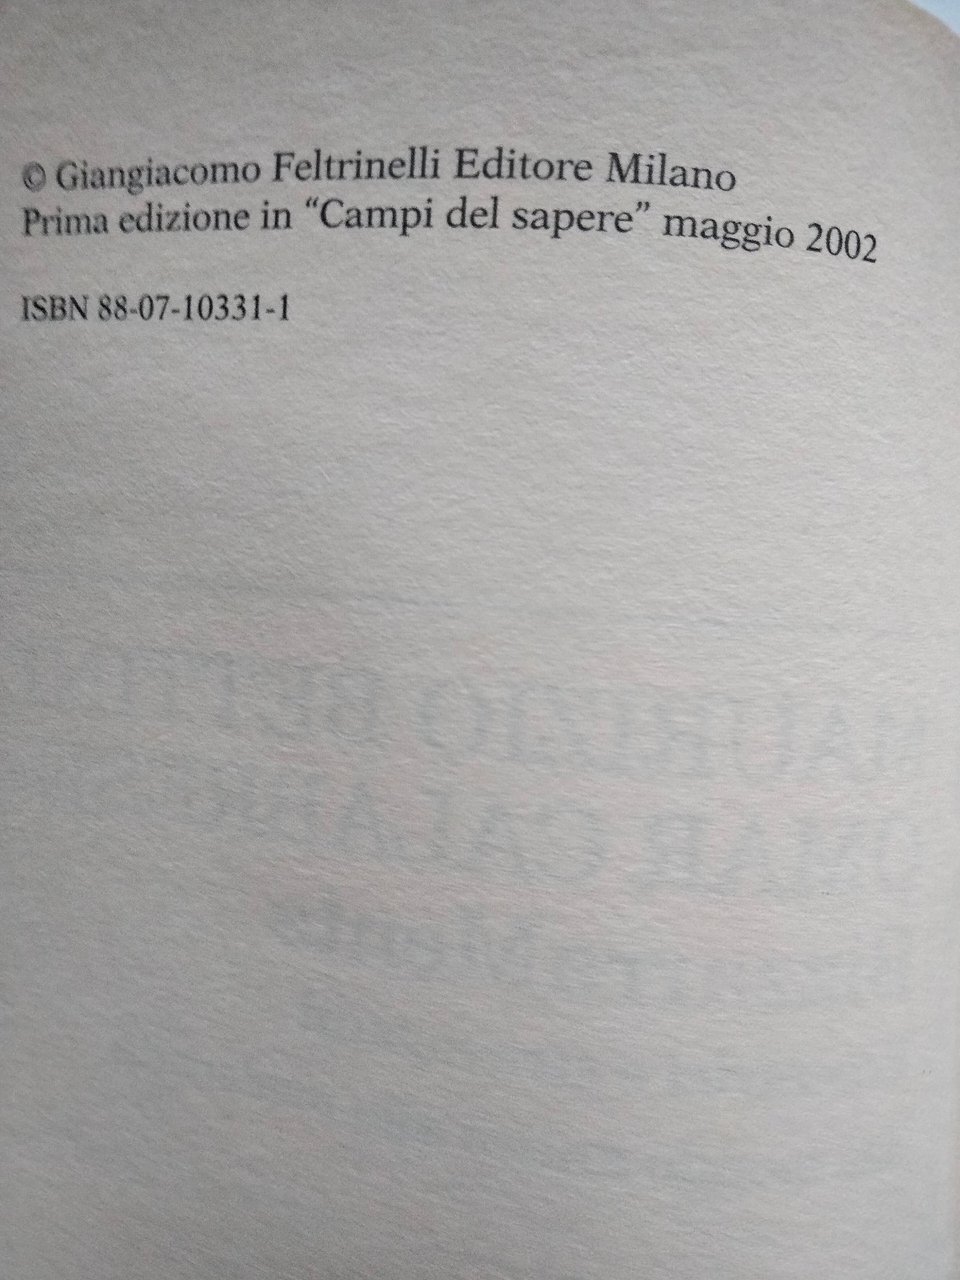 © Giangiacomo Feltrinelli Editore Milano
Prima edizione in “Campi del sapere” maggio 2002
ISBN 88-07-10331-1